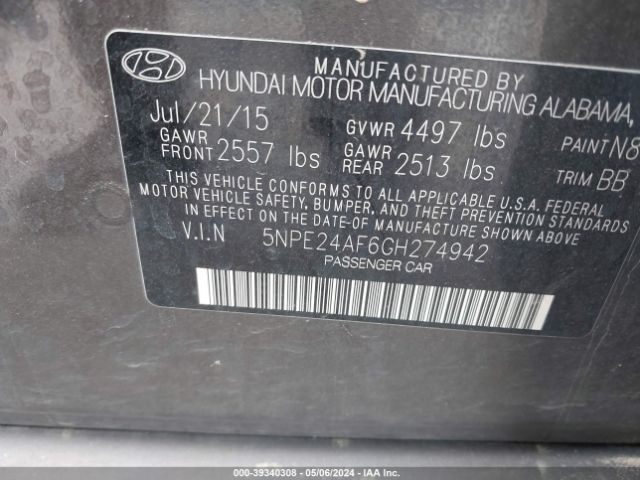 MANUFACTURED BY
HYUNDAI MOTOR MANUFACTURING ALABAMA,
Jul/21/15 GVWR 4497 lbs PAINT N8
GAWR FRONT 2557 lbs GAWR REAR 2513 lbs TRIM BB
THIS VEHICLE CONFORMS TO ALL APPLICABLE U.S.A. FEDERAL
MOTOR VEHICLE SAFETY, BUMPER, AND THEFT PREVENTION STANDARDS
IN EFFECT ON THE DATE-OF MANUFACTURE SHOWN ABOVE.
V.I.N 5NPE24AF6GH274942
PASSENGER CAR
000-39340308 - 05/06/2024 - IAA Inc.